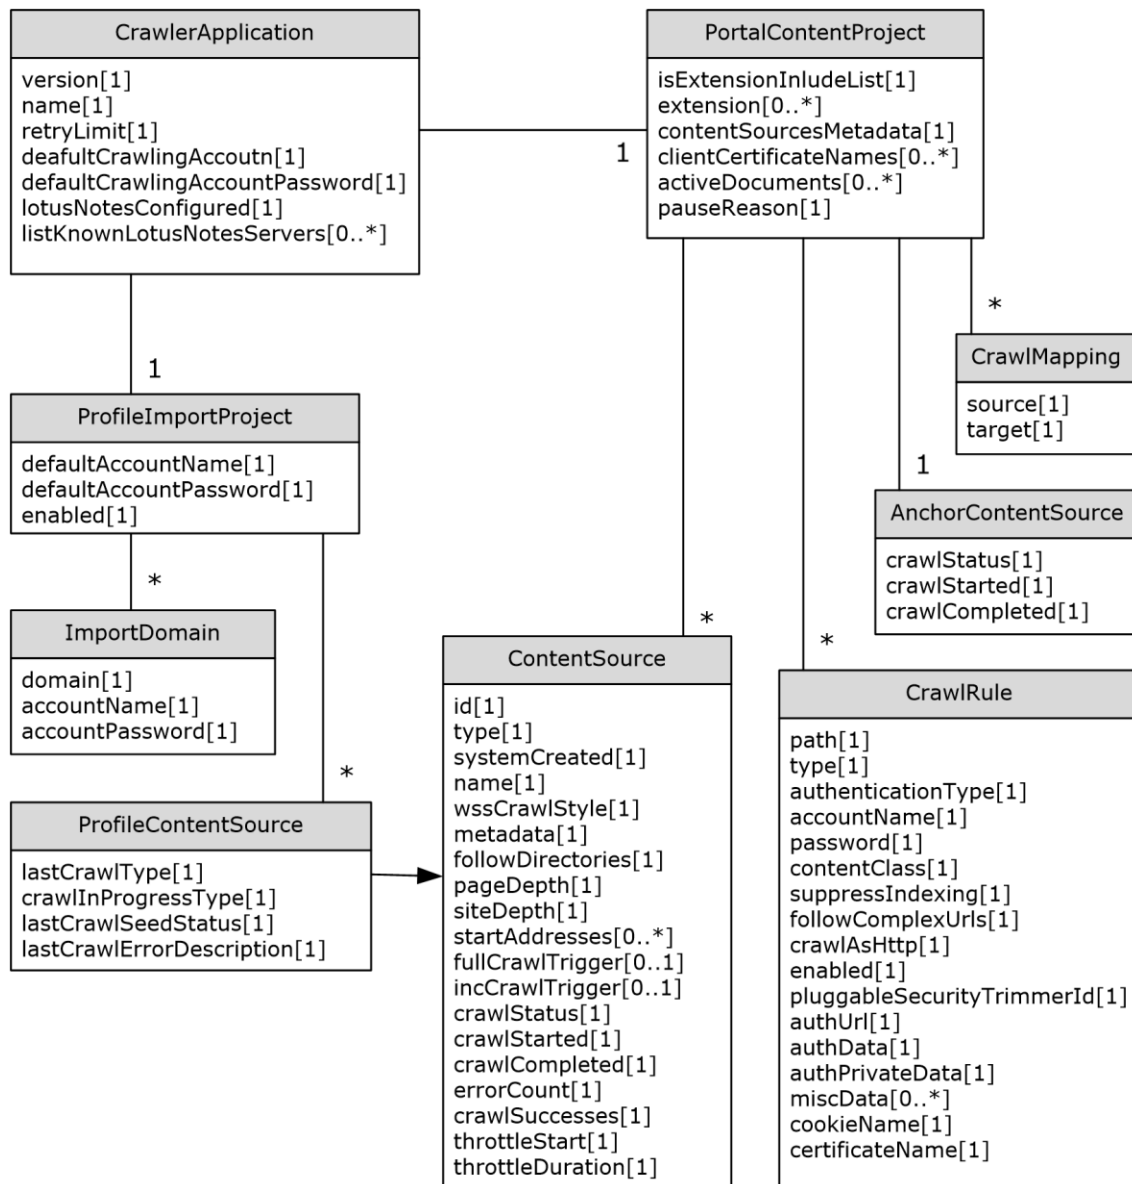 CrawlerApplication
version[1]
name[1]
retryLimit[1]
deafultCrawlingAccoutn[1]
defaultCrawlingAccountPassword[1]
lotusNotesConfigured[1]
listKnownLotusNotesServers[0..*]
PortalContentProject
isExtensionInludeList[1]
extension[0..*]
contentSourcesMetadata[1]
clientCertificateNames[0..*]
activeDocuments[0..*]
pauseReason[1]
1
1
*
CrawlMapping
source[1]
target[1]
ProfileImportProject
defaultAccountName[1]
defaultAccountPassword[1]
enabled[1]
1
AnchorContentSource
crawlStatus[1]
crawlStarted[1]
crawlCompleted[1]
*
ImportDomain
domain[1]
accountName[1]
accountPassword[1]
*
ProfileContentSource
lastCrawlType[1]
crawlInProgressType[1]
lastCrawlSeedStatus[1]
lastCrawlErrorDescription[1]
*
ContentSource
id[1]
type[1]
systemCreated[1]
name[1]
wssCrawlStyle[1]
metadata[1]
followDirectories[1]
pageDepth[1]
siteDepth[1]
startAddresses[0..*]
fullCrawlTrigger[0..1]
incCrawlTrigger[0..1]
crawlStatus[1]
crawlStarted[1]
crawlCompleted[1]
errorCount[1]
crawlSuccesses[1]
throttleStart[1]
throttleDuration[1]
*
CrawlRule
path[1]
type[1]
authenticationType[1]
accountName[1]
password[1]
contentClass[1]
suppressIndexing[1]
followComplexUrls[1]
crawlAsHttp[1]
enabled[1]
pluggableSecurityTrimmerId[1]
authUrl[1]
authData[1]
authPrivateData[1]
miscData[0..*]
cookieName[1]
certificateName[1]